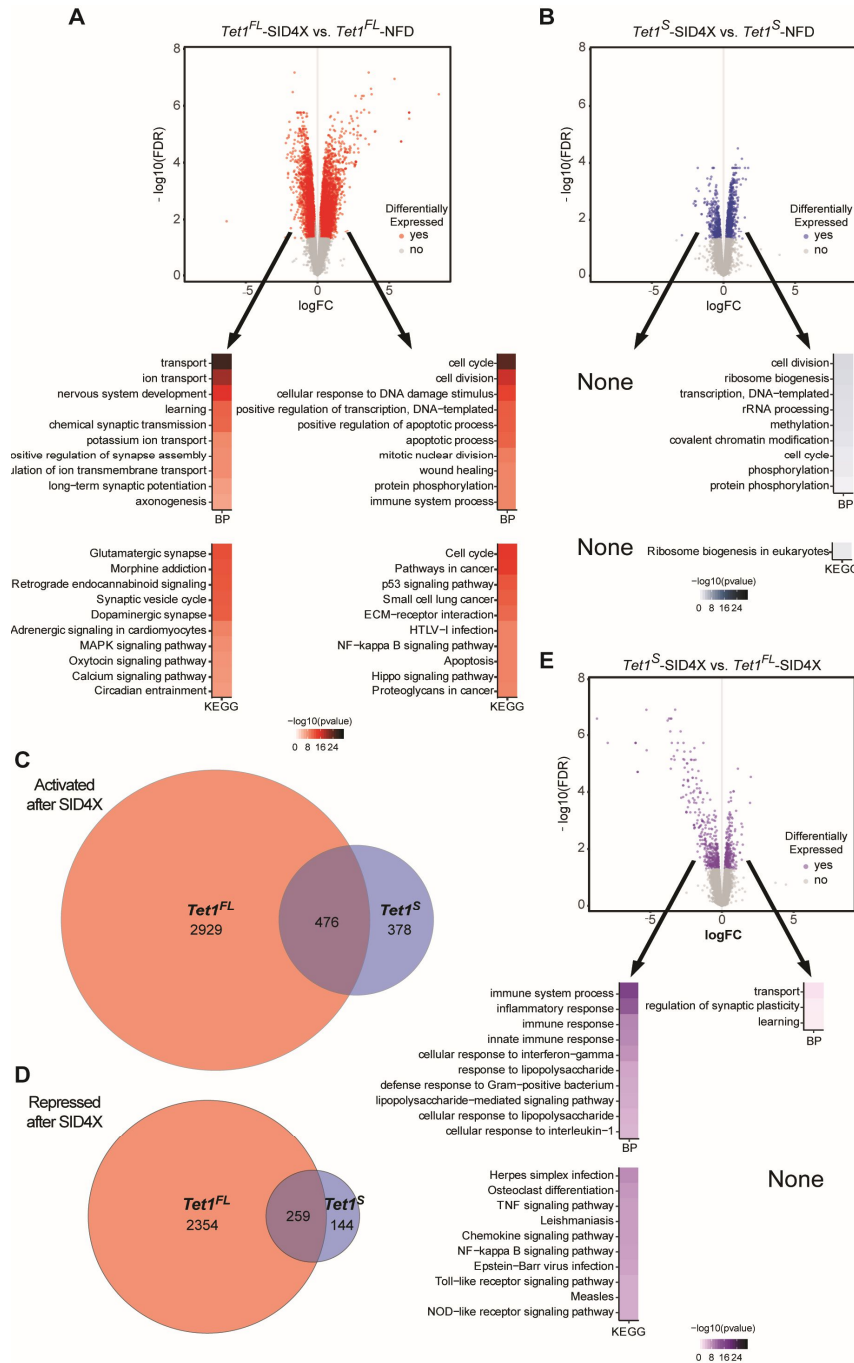 A
Tet1FL-SID4X vs. Tet1FL-NFD
8
6
4
2
0
- log10(FDR)
-5
0
5
logFC
Differentially
Expressed
yes
no
transport
ion transport
nervous system development
learning
chemical synaptic transmission
potassium ion transport
ositive regulation of synapse assembly
ulation of ion transmembrane transport
long-term synaptic potentiation
axonogenesis
BP
cell cycle
cell division
cellular response to DNA damage stimulus
positive regulation of transcription, DNA-templated
positive regulation of apoptotic process
apoptotic process
mitotic nuclear division
wound healing
protein phosphorylation
immune system process
BP
Glutamatergic synapse
Morphine addiction
Retrograde endocannabinoid signaling
Synaptic vesicle cycle
Dopaminergic synapse
Adrenergic signaling in cardiomyocytes
MAPK signaling pathway
Oxytocin signaling pathway
Calcium signaling pathway
Circadian entrainment
KEGG
Cell cycle
Pathways in cancer
p53 signaling pathway
Small cell lung cancer
ECM-receptor interaction
HTLV-I infection
NF-kappa B signaling pathway
Apoptosis
Hippo signaling pathway
Proteoglycans in cancer
KEGG
-log10(pvalue)
0 8 16 24
B
Tet1S-SID4X vs. Tet1S-NFD
8
6
4
2
0
- log10(FDR)
-5
0
5
logFC
Differentially
Expressed
yes
no
None
cell division
ribosome biogenesis
transcription, DNA-templated
rRNA processing
methylation
covalent chromatin modification
cell cycle
phosphorylation
protein phosphorylation
BP
None
Ribosome biogenesis in eukaryotes
KEGG
-log10(pvalue)
0 8 16 24
C
Activated
after SID4X
Tet1FL
2929
476
Tet1S
378
D
Repressed
after SID4X
Tet1FL
2354
259
Tet1S
144
E
Tet1S-SID4X vs. Tet1FL-SID4X
8
6
4
2
0
- log10(FDR)
-5
0
5
logFC
Differentially
Expressed
yes
no
immune system process
inflammatory response
immune response
innate immune response
cellular response to interferon-gamma
response to lipopolysaccharide
defense response to Gram-positive bacterium
lipopolysaccharide-mediated signaling pathway
cellular response to lipopolysaccharide
cellular response to interleukin-1
BP
transport
regulation of synaptic plasticity
learning
BP
Herpes simplex infection
Osteoclast differentiation
TNF signaling pathway
Leishmaniasis
Chemokine signaling pathway
NF-kappa B signaling pathway
Epstein-Barr virus infection
Toll-like receptor signaling pathway
Measles
NOD-like receptor signaling pathway
KEGG
None
-log10(pvalue)
0 8 16 24